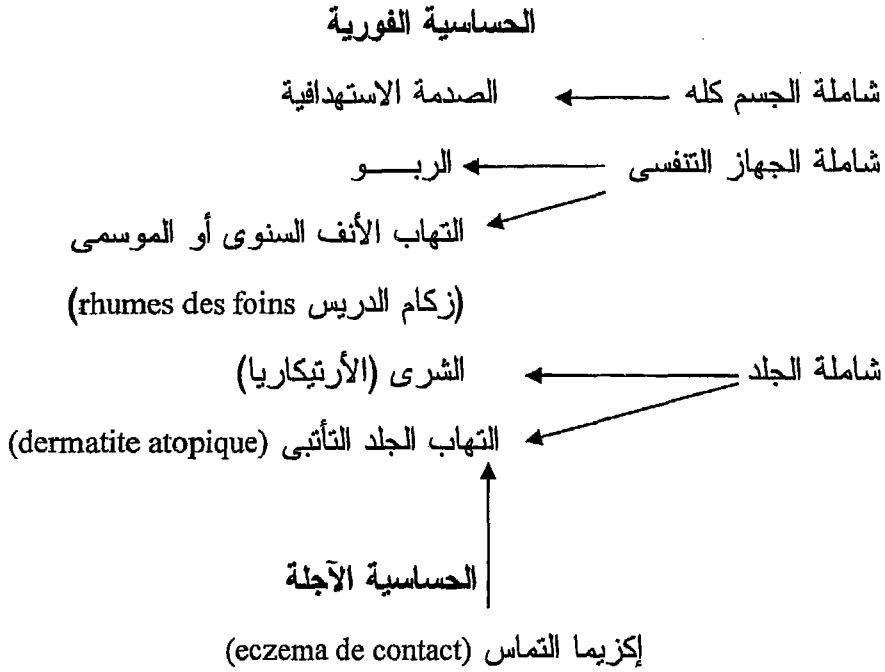 الحساسية الفورية
شاملة الجسم كله الصدمة الاستهدافية
شاملة الجهاز التنفسى الربـــو
التهاب الأنف السنوى أو الموسمى
(زكام الدريس rhumes des foins)
شاملة الجلد الشرى (الأرتيكاريا)
التهاب الجلد التأتبى (dermatite atopique)
الحساسية الآجلة
إكزيما التماس (eczema de contact)